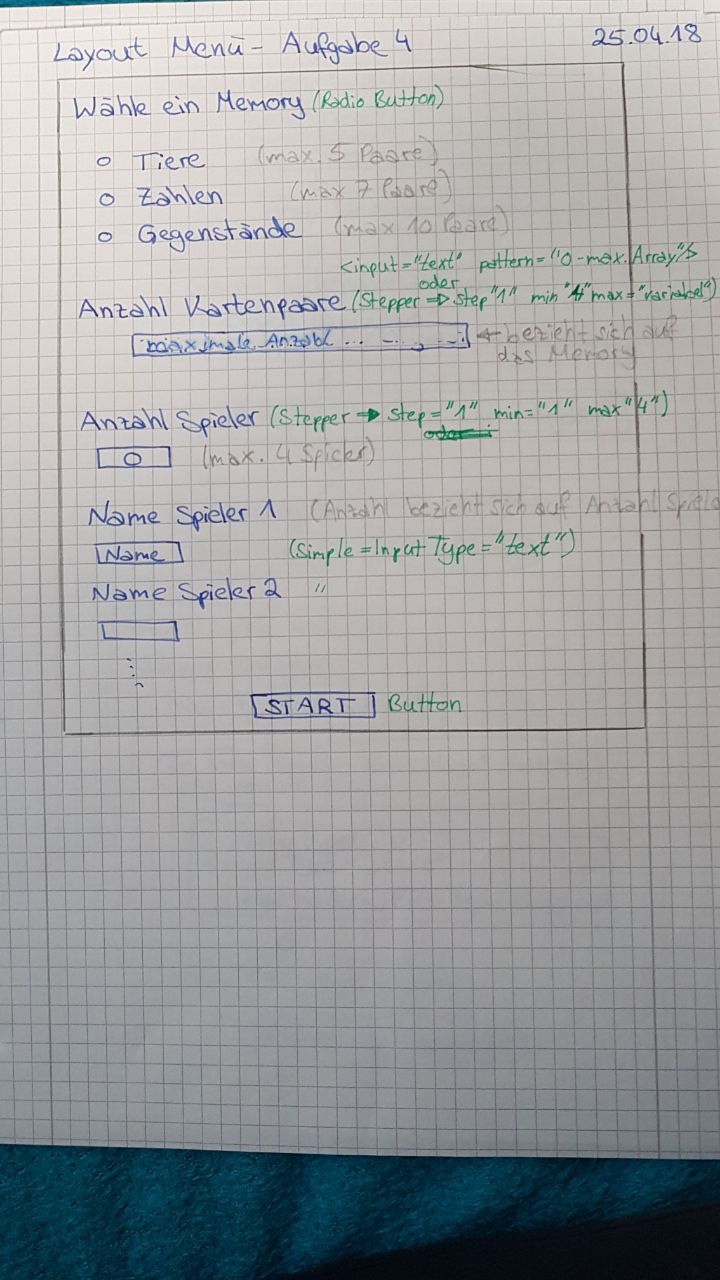 Layout Menü - Aufgabe 4 25.04.18
Wähle ein Memory (Radio Button)
o Tiere (max. 5 Paare)
o Zahlen (max 7 Paare)
o Gegenstände (max 10 Paare)
<input="text" pattern="0-max.Array"/>
oder
Anzahl Kartenpaare (Stepper => step "1" min "1" max="variabel")
maximale Anzahl ... - - , - . ← bezieht sich auf
das Memory
Anzahl Spieler (Stepper → step="1" min="1" max "4")
0 (max. 4 Spieler)
Name Spieler 1 (Anzahl bezieht sich auf Anzahl Spiele
Name (Simple = Input Type="text")
Name Spieler 2 "
START Button